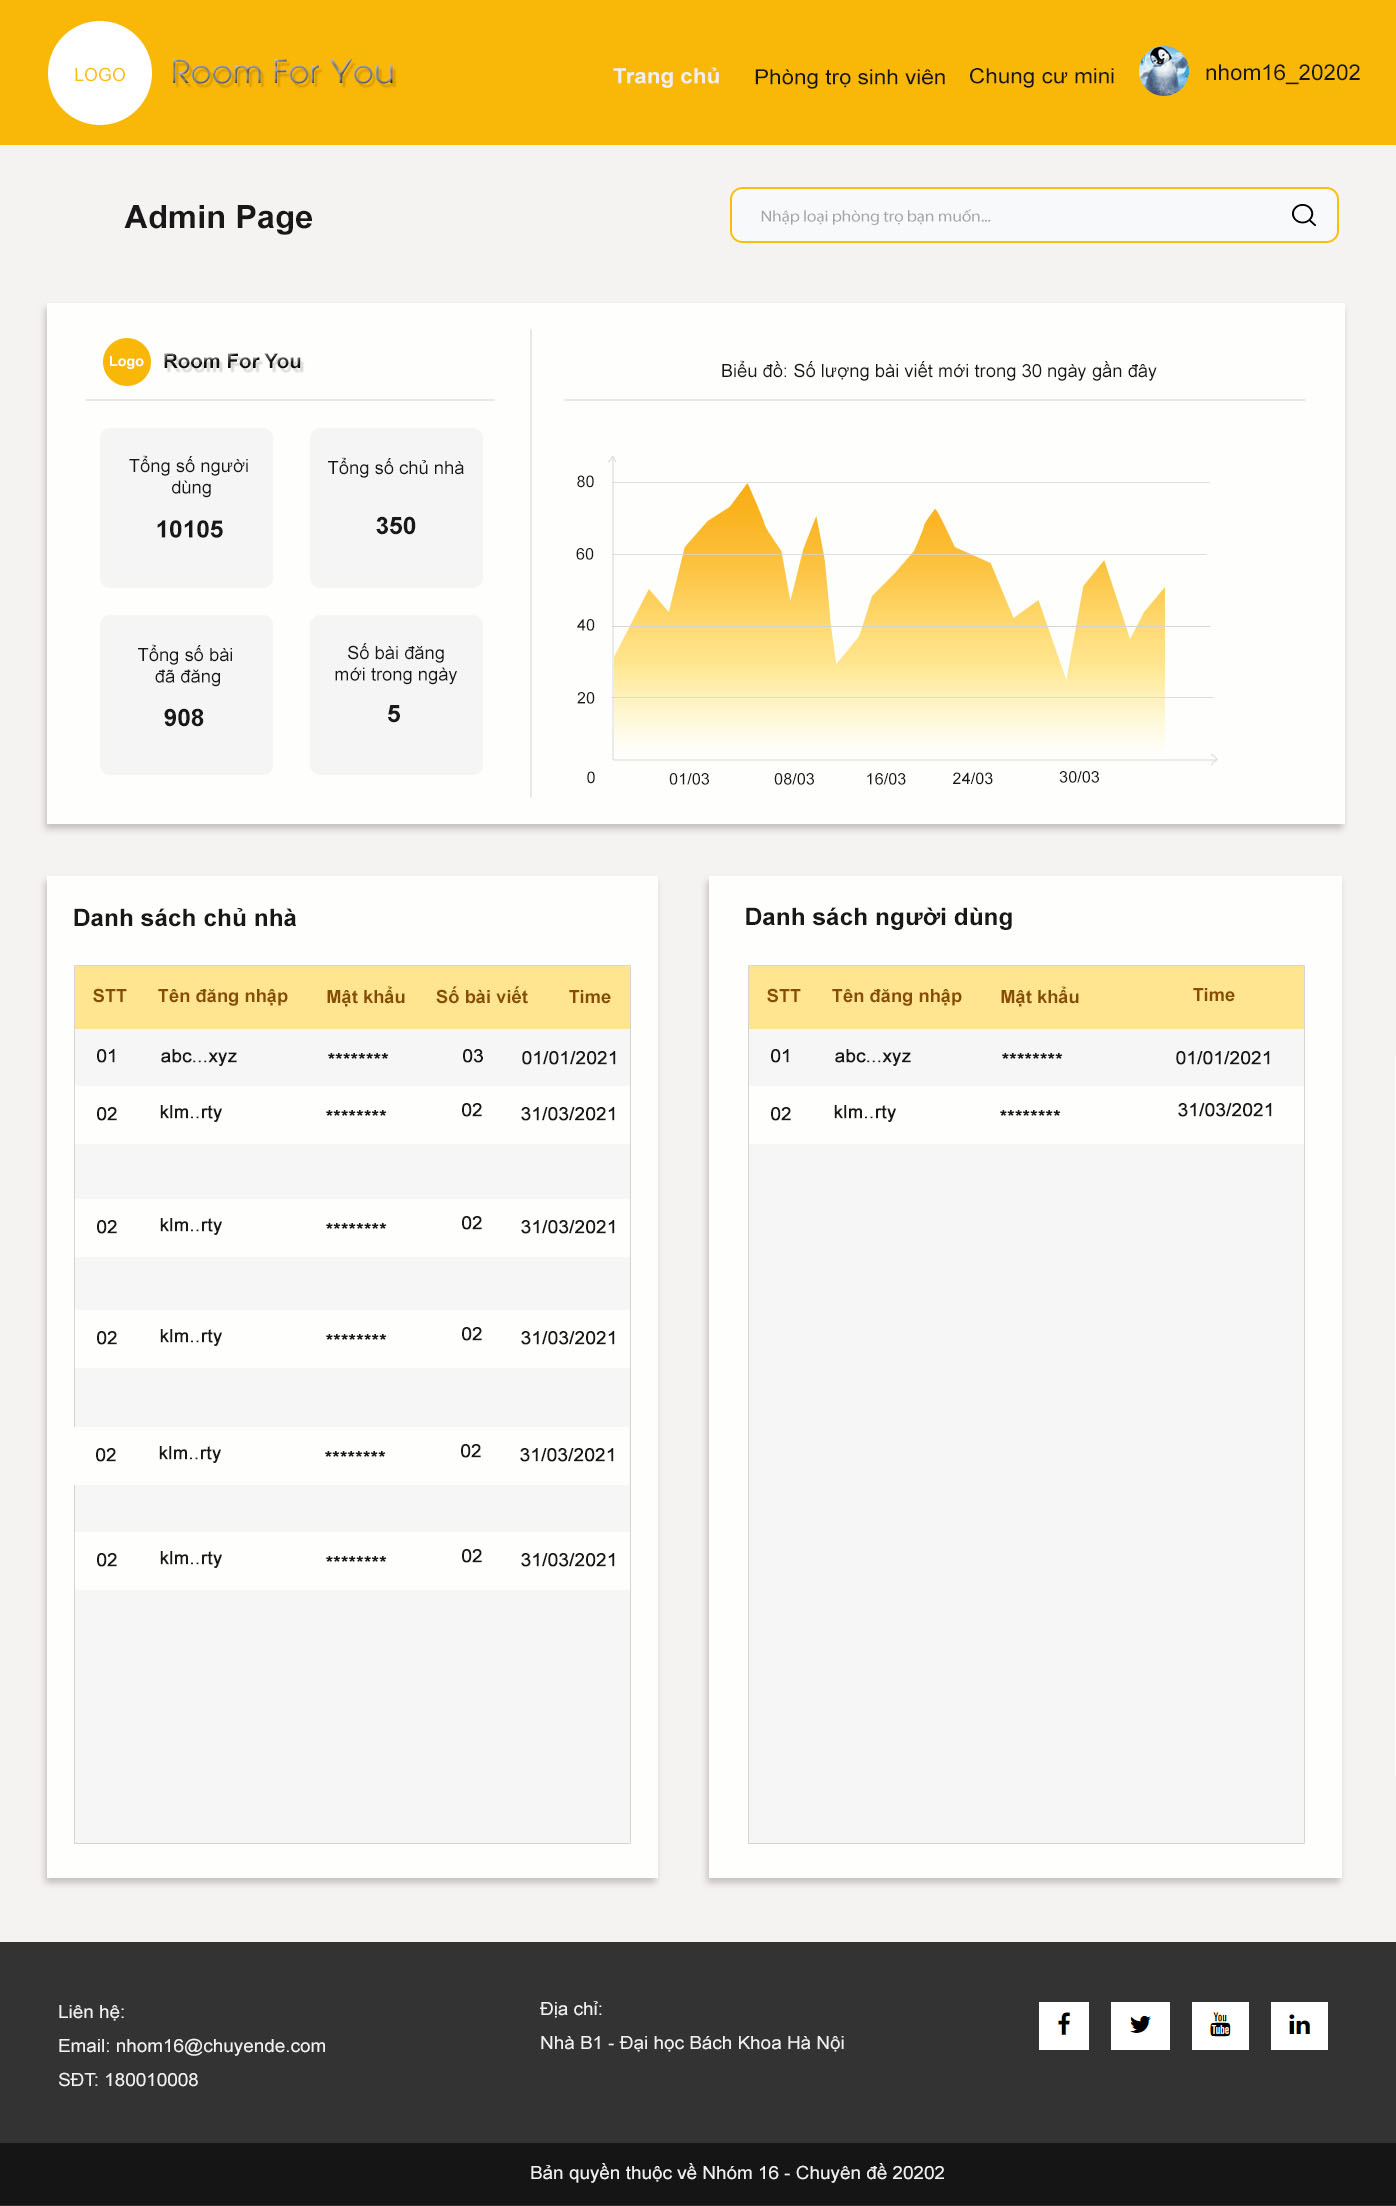 LOGO
Room For You
Trang chủ
Phòng trọ sinh viên
Chung cư mini
nhom16_20202
Admin Page
Nhập loại phòng trọ bạn muốn...
Logo
Room For You
Tổng số người
dùng
10105
Tổng số chủ nhà
350
Tổng số bài
đã đăng
908
Số bài đăng
mới trong ngày
5
Biểu đồ: Số lượng bài viết mới trong 30 ngày gần đây
80
60
40
20
0
01/03
08/03
16/03
24/03
30/03
Danh sách chủ nhà
STT Tên đăng nhập Mật khẩu Số bài viết Time
01 abc...xyz ******** 03 01/01/2021
02 klm..rty ******** 02 31/03/2021
02 klm..rty ******** 02 31/03/2021
02 klm..rty ******** 02 31/03/2021
02 klm..rty ******** 02 31/03/2021
02 klm..rty ******** 02 31/03/2021
Danh sách người dùng
STT Tên đăng nhập Mật khẩu Time
01 abc...xyz ******** 01/01/2021
02 klm..rty ******** 31/03/2021
Liên hệ:
Email: nhom16@chuyende.com
SĐT: 180010008
Địa chỉ:
Nhà B1 - Đại học Bách Khoa Hà Nội
f
You
Tube
in
Bản quyền thuộc về Nhóm 16 - Chuyên đề 20202